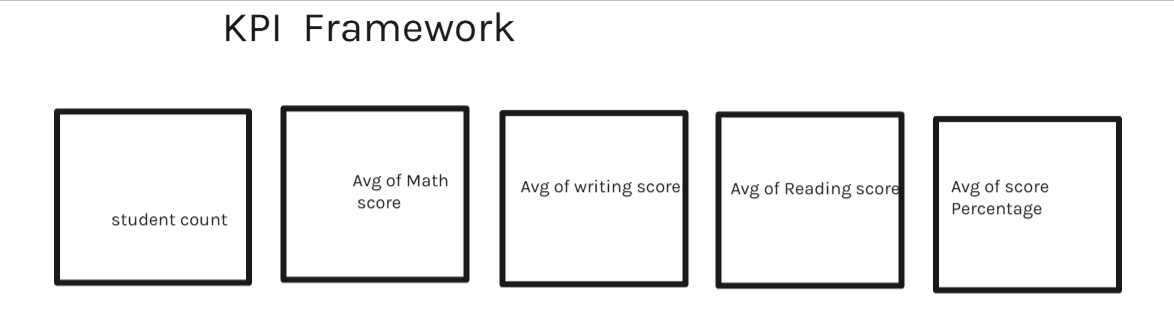 KPI Framework
student count
Avg of Math
score
Avg of writing score
Avg of Reading score
Avg of score
Percentage